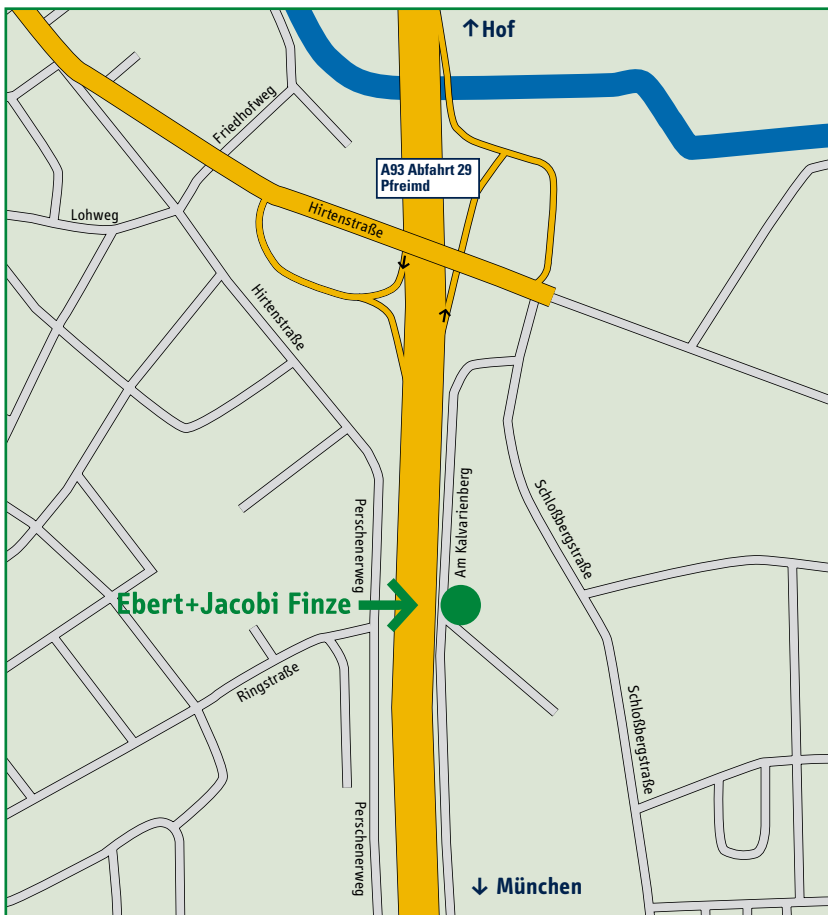 ↑ Hof
Friedhofweg
A93 Abfahrt 29
Pfreimd
Lohweg
Hirtenstraße
Hirtenstraße
Am Kalvarienberg
Schloßbergstraße
Perschenerweg
Ebert+Jacobi Finze
Ringstraße
Schloßbergstraße
Perschenerweg
↓ München